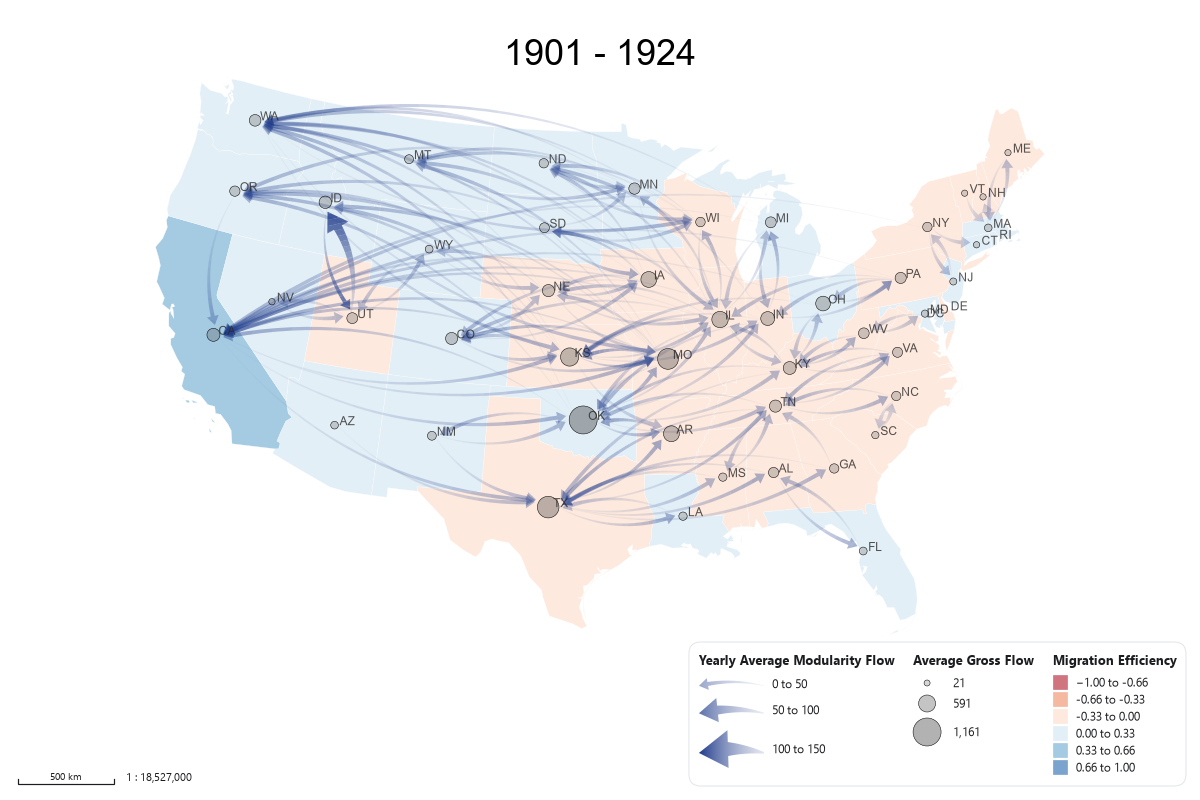 1901 - 1924
WA
MT
ND
ME
OR
ID
MN
VT
NH
SD
WI
MI
NY
MA
RI
CT
WY
NV
NE
IA
PA
NJ
UT
IL
IN
OH
MD
DE
DC
CA
CO
KS
MO
KY
WV
VA
AZ
NM
OK
AR
TN
NC
SC
TX
MS
AL
GA
LA
FL
Yearly Average Modularity Flow
0 to 50
50 to 100
100 to 150
Average Gross Flow
21
591
1,161
Migration Efficiency
−1.00 to -0.66
-0.66 to -0.33
-0.33 to 0.00
0.00 to 0.33
0.33 to 0.66
0.66 to 1.00
500 km
1 : 18,527,000